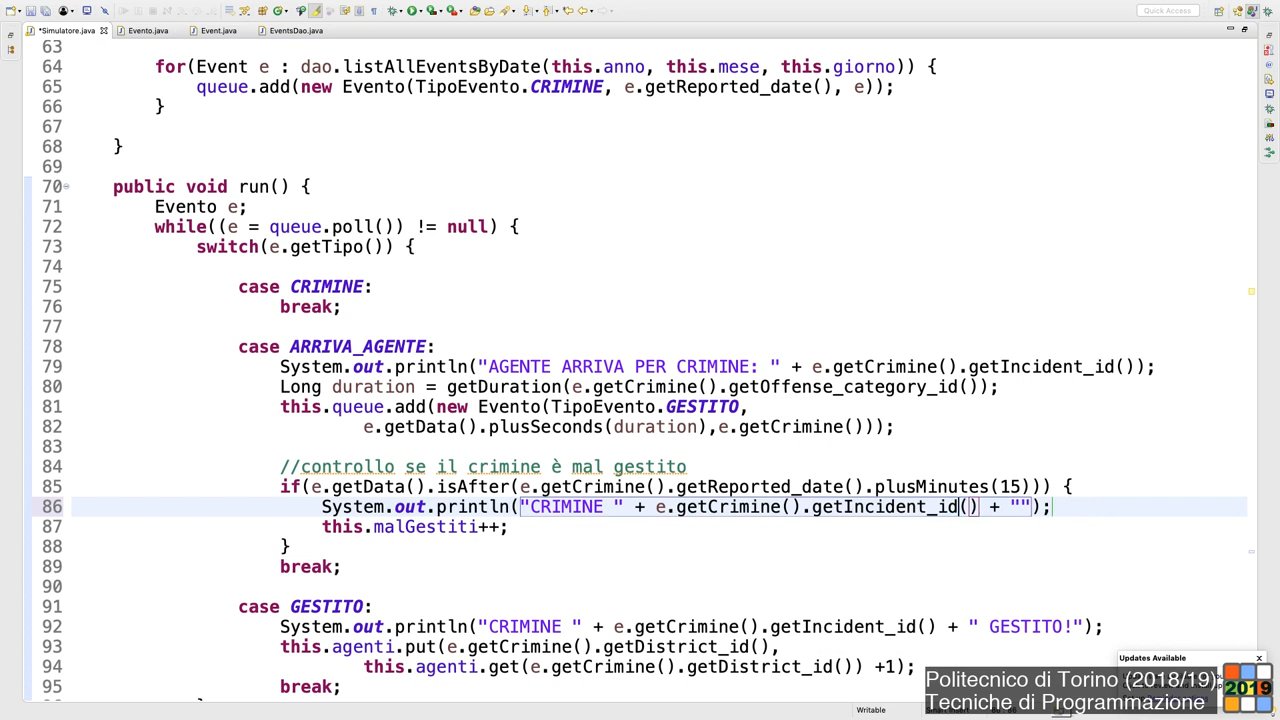 Quick Access
*Simulatore.java
Evento.java
Event.java
EventsDao.java
63
64 for(Event e : dao.listAllEventsByDate(this.anno, this.mese, this.giorno)) {
65 queue.add(new Evento(TipoEvento.CRIMINE, e.getReported_date(), e));
66 }
67
68 }
69
70 public void run() {
71 Evento e;
72 while((e = queue.poll()) != null) {
73 switch(e.getTipo()) {
74
75 case CRIMINE:
76 break;
77
78 case ARRIVA_AGENTE:
79 System.out.println("AGENTE ARRIVA PER CRIMINE: " + e.getCrimine().getIncident_id());
80 Long duration = getDuration(e.getCrimine().getOffense_category_id());
81 this.queue.add(new Evento(TipoEvento.GESTITO,
82 e.getData().plusSeconds(duration),e.getCrimine()));
83
84 //controllo se il crimine è mal gestito
85 if(e.getData().isAfter(e.getCrimine().getReported_date().plusMinutes(15))) {
86 System.out.println("CRIMINE " + e.getCrimine().getIncident_id() + "");
87 this.malGestiti++;
88 }
89 break;
90
91 case GESTITO:
92 System.out.println("CRIMINE " + e.getCrimine().getIncident_id() + " GESTITO!");
93 this.agenti.put(e.getCrimine().getDistrict_id(),
94 this.agenti.get(e.getCrimine().getDistrict_id()) +1);
95 break;
Updates Available
Politecnico di Torino (2018/19)
Tecniche di Programmazione
2019
Writable